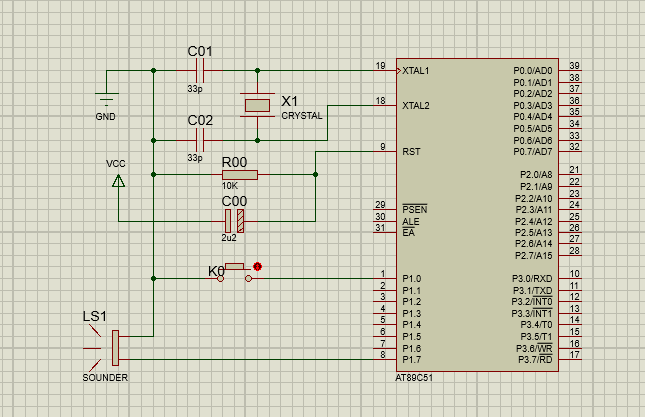 C01
33p
GND
X1
CRYSTAL
C02
33p
VCC
R00
10K
C00
2u2
K0
LS1
SOUNDER
19 XTAL1 P0.0/AD0 39
P0.1/AD1 38
P0.2/AD2 37
18 XTAL2 P0.3/AD3 36
P0.4/AD4 35
P0.5/AD5 34
P0.6/AD6 33
9 RST P0.7/AD7 32
P2.0/A8 21
P2.1/A9 22
P2.2/A10 23
29 PSEN P2.3/A11 24
30 ALE P2.4/A12 25
31 EA P2.5/A13 26
P2.6/A14 27
P2.7/A15 28
1 P1.0 P3.0/RXD 10
2 P1.1 P3.1/TXD 11
3 P1.2 P3.2/INT0 12
4 P1.3 P3.3/INT1 13
5 P1.4 P3.4/T0 14
6 P1.5 P3.5/T1 15
7 P1.6 P3.6/WR 16
8 P1.7 P3.7/RD 17
AT89C51